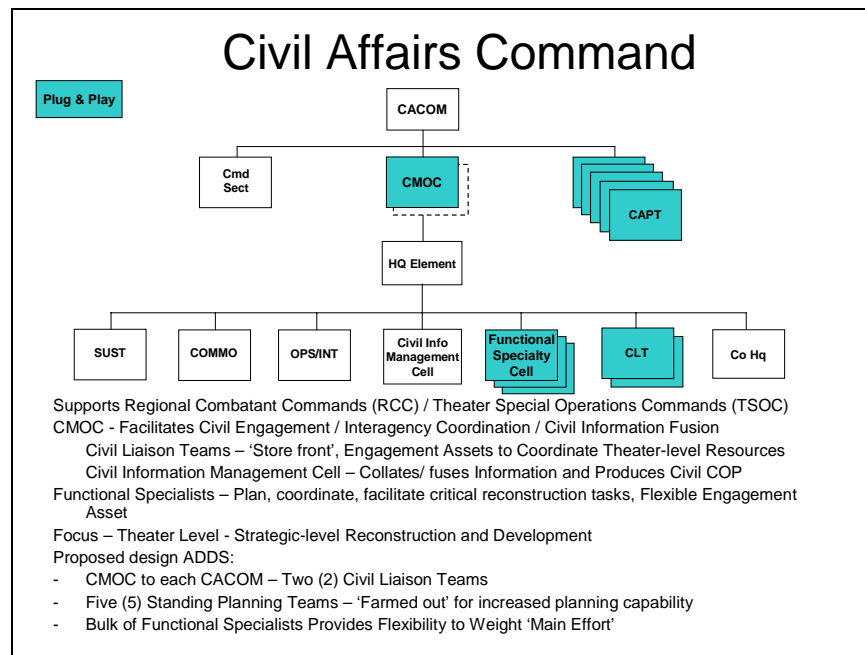 Civil Affairs Command
Plug & Play
CACOM
Cmd
Sect
CMOC
CAPT
HQ Element
SUST
COMMO
OPS/INT
Civil Info
Management
Cell
Functional
Specialty
Cell
CLT
Co Hq
Supports Regional Combatant Commands (RCC) / Theater Special Operations Commands (TSOC)
CMOC - Facilitates Civil Engagement / Interagency Coordination / Civil Information Fusion
Civil Liaison Teams – ‘Store front’, Engagement Assets to Coordinate Theater-level Resources
Civil Information Management Cell – Collates/ fuses Information and Produces Civil COP
Functional Specialists – Plan, coordinate, facilitate critical reconstruction tasks, Flexible Engagement
Asset
Focus – Theater Level - Strategic-level Reconstruction and Development
Proposed design ADDS:
- CMOC to each CACOM – Two (2) Civil Liaison Teams
- Five (5) Standing Planning Teams – ‘Farmed out’ for increased planning capability
- Bulk of Functional Specialists Provides Flexibility to Weight ‘Main Effort’